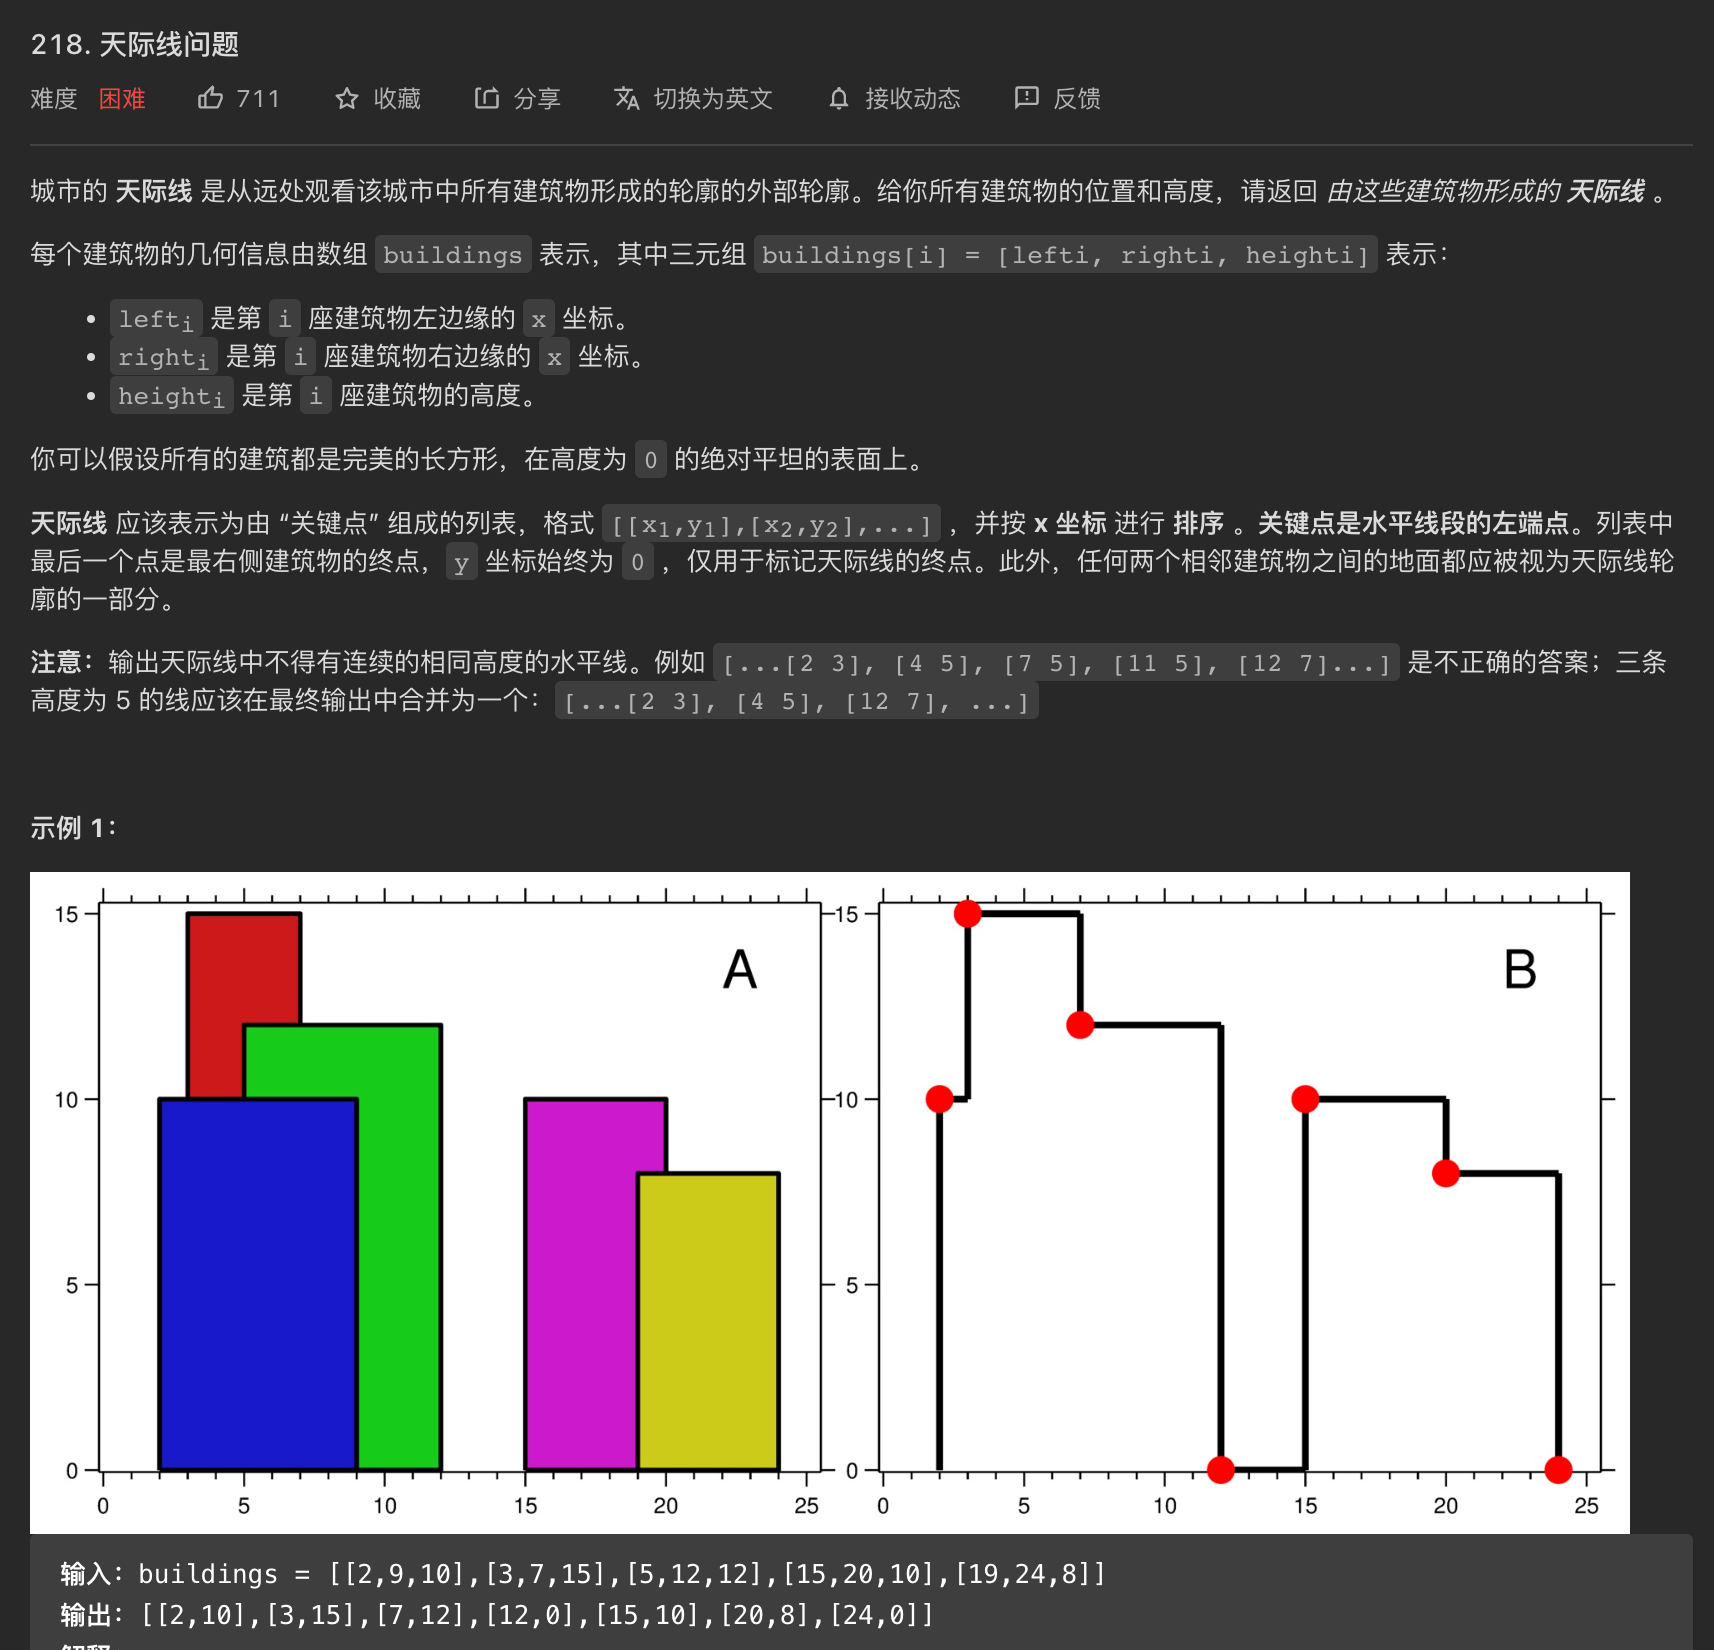 218. 天际线问题
难度 困难 711 收藏 分享 切换为英文 接收动态 反馈
城市的 天际线 是从远处观看该城市中所有建筑物形成的轮廓的外部轮廓。给你所有建筑物的位置和高度，请返回 由这些建筑物形成的 天际线 。
每个建筑物的几何信息由数组 buildings 表示，其中三元组 buildings[i] = [lefti, righti, heighti] 表示：
• lefti 是第 i 座建筑物左边缘的 x 坐标。
• righti 是第 i 座建筑物右边缘的 x 坐标。
• heighti 是第 i 座建筑物的高度。
你可以假设所有的建筑都是完美的长方形，在高度为 0 的绝对平坦的表面上。
天际线 应该表示为由 “关键点” 组成的列表，格式 [[x1,y1],[x2,y2],...] ，并按 x 坐标 进行 排序 。关键点是水平线段的左端点。列表中
最后一个点是最右侧建筑物的终点，y 坐标始终为 0 ，仅用于标记天际线的终点。此外，任何两个相邻建筑物之间的地面都应被视为天际线轮
廓的一部分。
注意：输出天际线中不得有连续的相同高度的水平线。例如 [...[2 3], [4 5], [7 5], [11 5], [12 7]...] 是不正确的答案；三条
高度为 5 的线应该在最终输出中合并为一个：[...[2 3], [4 5], [12 7], ...]
示例 1：
15
10
5
0
0 5 10 15 20 25
A
15
10
5
0
0 5 10 15 20 25
B
输入：buildings = [[2,9,10],[3,7,15],[5,12,12],[15,20,10],[19,24,8]]
输出：[[2,10],[3,15],[7,12],[12,0],[15,10],[20,8],[24,0]]